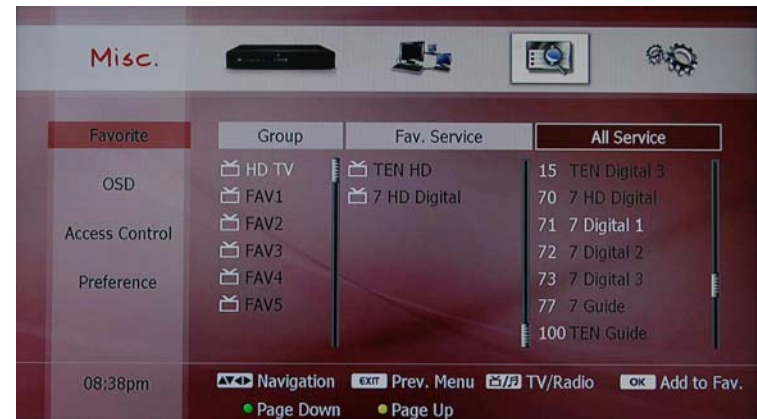 Misc.
Favorite
OSD
Access Control
Preference
08:38pm
Group
HD TV
FAV1
FAV2
FAV3
FAV4
FAV5
Fav. Service
TEN HD
7 HD Digital
All Service
15 TEN Digital 3
70 7 HD Digital
71 7 Digital 1
72 7 Digital 2
73 7 Digital 3
77 7 Guide
100 TEN Guide
Navigation EXIT Prev. Menu TV/Radio OK Add to Fav.
Page Down Page Up